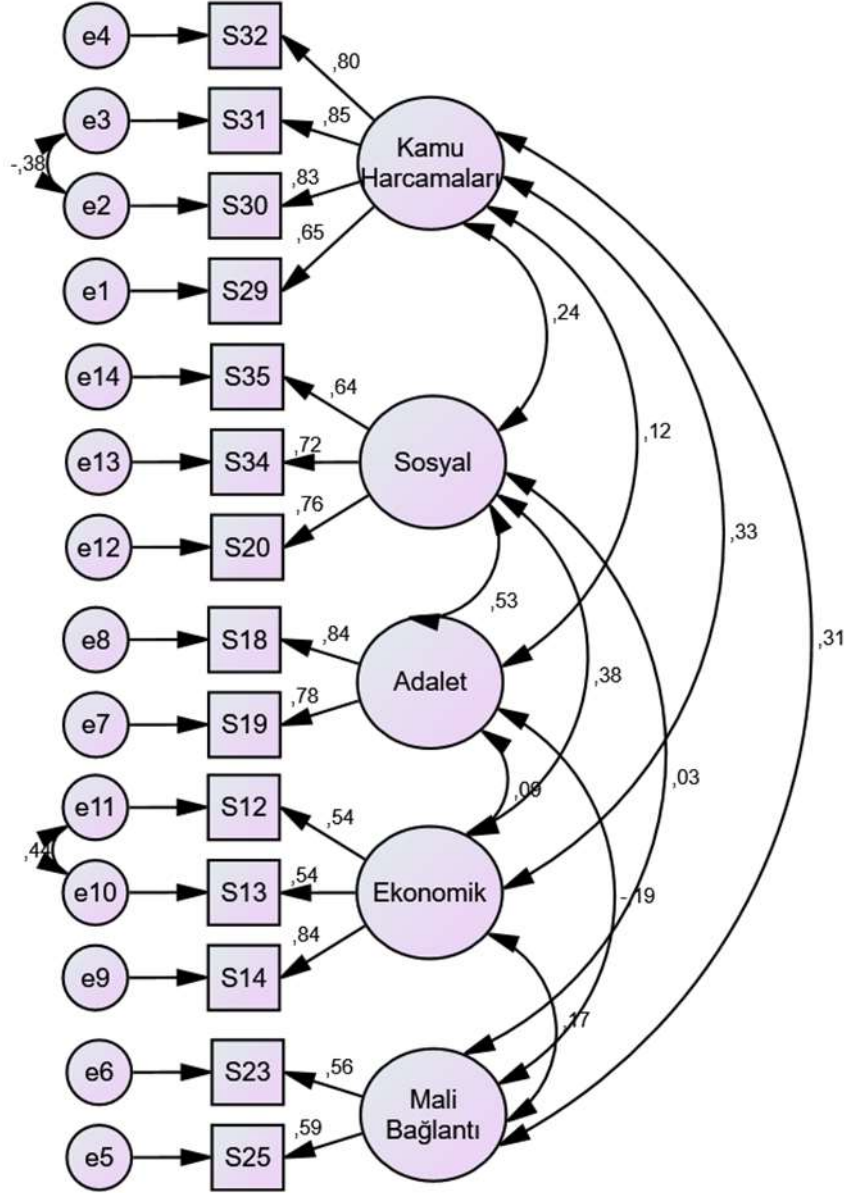 e4
S32
,80
e3
S31
,85
Kamu
Harcamaları
-,38
e2
S30
,83
,65
e1
S29
,24
e14
S35
,64
,12
e13
S34
,72
Sosyal
e12
S20
,76
,33
,53
e8
S18
,84
Adalet
,31
,38
e7
S19
,78
,03
,09
e11
S12
,54
,44
e10
S13
,54
Ekonomik
-,19
e9
S14
,84
,17
e6
S23
,56
Mali
Bağlantı
e5
S25
,59